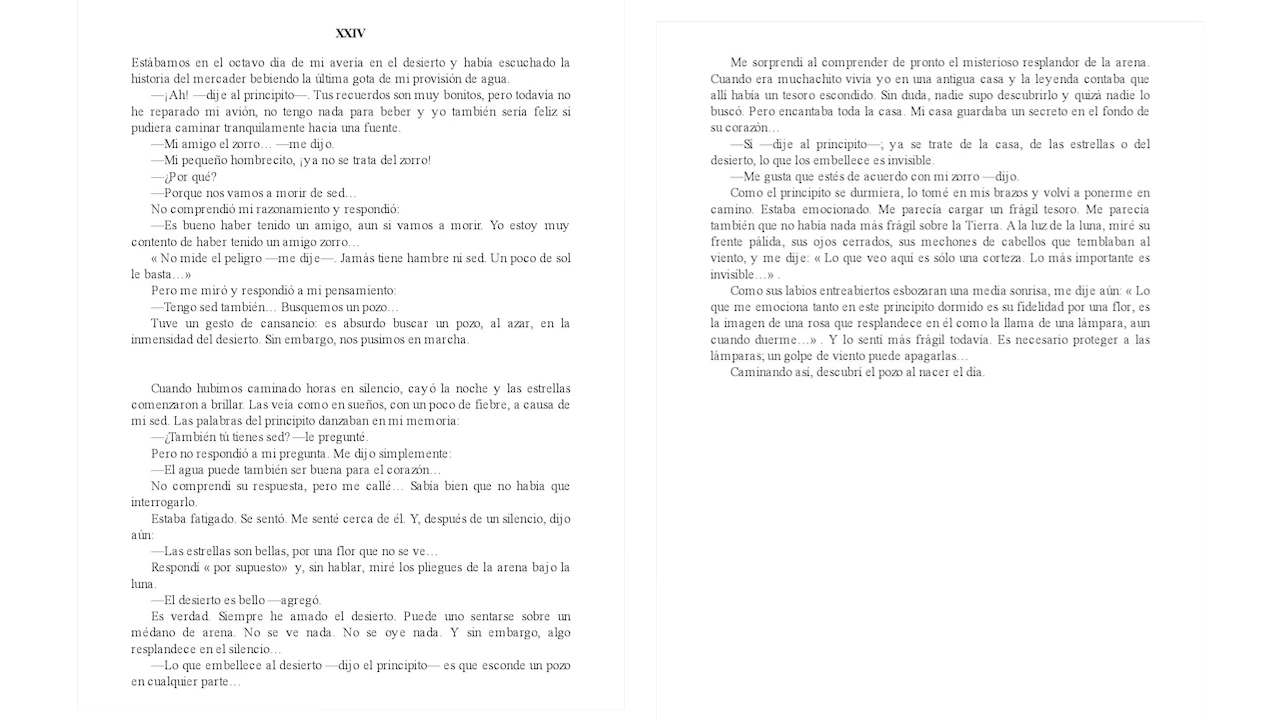 XXIV
Estábamos en el octavo día de mi avería en el desierto y había escuchado la
historia del mercader bebiendo la última gota de mi provisión de agua.
—¡Ah! —dije al principito—. Tus recuerdos son muy bonitos, pero todavía no
he reparado mi avión, no tengo nada para beber y yo también sería feliz si
pudiera caminar tranquilamente hacia una fuente.
—Mi amigo el zorro… —me dijo.
—Mi pequeño hombrecito, ¡ya no se trata del zorro!
—¿Por qué?
—Porque nos vamos a morir de sed…
No comprendió mi razonamiento y respondió:
—Es bueno haber tenido un amigo, aun si vamos a morir. Yo estoy muy
contento de haber tenido un amigo zorro…
« No mide el peligro —me dije—. Jamás tiene hambre ni sed. Un poco de sol
le basta…»
Pero me miró y respondió a mi pensamiento:
—Tengo sed también… Busquemos un pozo…
Tuve un gesto de cansancio: es absurdo buscar un pozo, al azar, en la
inmensidad del desierto. Sin embargo, nos pusimos en marcha.
Cuando hubimos caminado horas en silencio, cayó la noche y las estrellas
comenzaron a brillar. Las veía como en sueños, con un poco de fiebre, a causa de
mi sed. Las palabras del principito danzaban en mi memoria:
—¿También tú tienes sed? —le pregunté.
Pero no respondió a mi pregunta. Me dijo simplemente:
—El agua puede también ser buena para el corazón…
No comprendí su respuesta, pero me callé… Sabía bien que no había que
interrogarlo.
Estaba fatigado. Se sentó. Me senté cerca de él. Y, después de un silencio, dijo
aún:
—Las estrellas son bellas, por una flor que no se ve…
Respondí « por supuesto» y, sin hablar, miré los pliegues de la arena bajo la
luna.
—El desierto es bello —agregó.
Es verdad. Siempre he amado el desierto. Puede uno sentarse sobre un
médano de arena. No se ve nada. No se oye nada. Y sin embargo, algo
resplandece en el silencio…
—Lo que embellece al desierto —dijo el principito— es que esconde un pozo
en cualquier parte…
Me sorprendí al comprender de pronto el misterioso resplandor de la arena.
Cuando era muchachito vivía yo en una antigua casa y la leyenda contaba que
allí había un tesoro escondido. Sin duda, nadie supo descubrirlo y quizá nadie lo
buscó. Pero encantaba toda la casa. Mi casa guardaba un secreto en el fondo de
su corazón…
—Sí —dije al principito—; ya se trate de la casa, de las estrellas o del
desierto, lo que los embellece es invisible.
—Me gusta que estés de acuerdo con mi zorro —dijo.
Como el principito se durmiera, lo tomé en mis brazos y volví a ponerme en
camino. Estaba emocionado. Me parecía cargar un frágil tesoro. Me parecía
también que no había nada más frágil sobre la Tierra. A la luz de la luna, miré su
frente pálida, sus ojos cerrados, sus mechones de cabellos que temblaban al
viento, y me dije: « Lo que veo aquí es sólo una corteza. Lo más importante es
invisible…» .
Como sus labios entreabiertos esbozaran una media sonrisa, me dije aún: « Lo
que me emociona tanto en este principito dormido es su fidelidad por una flor, es
la imagen de una rosa que resplandece en él como la llama de una lámpara, aun
cuando duerme…» . Y lo sentí más frágil todavía. Es necesario proteger a las
lámparas; un golpe de viento puede apagarlas…
Caminando así, descubrí el pozo al nacer el día.